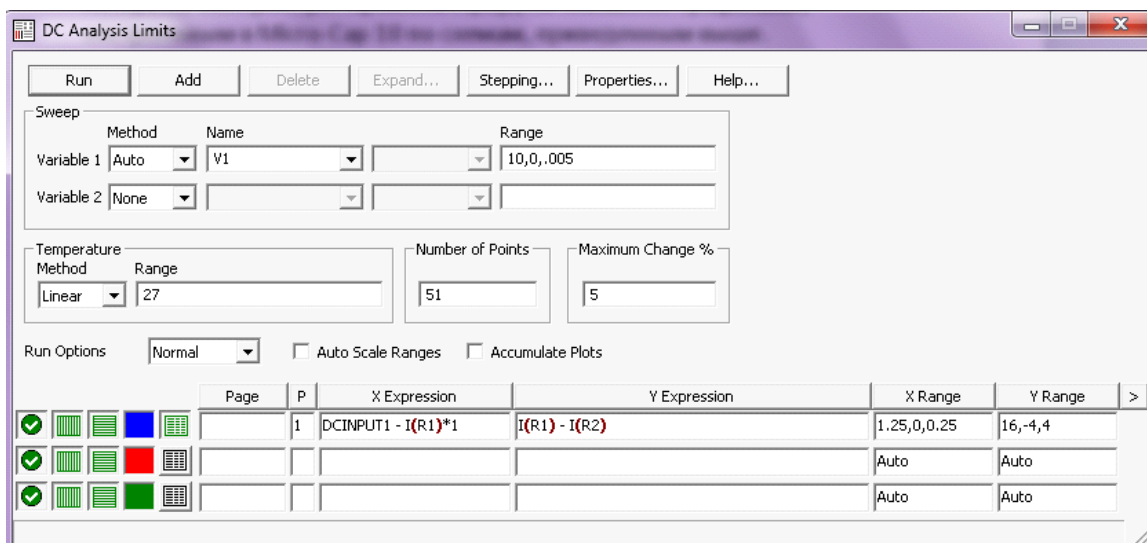 DC Analysis Limits
Run Add Delete Expand... Stepping... Properties... Help...
Sweep
Method Name Range
Variable 1 Auto V1 10,0,.005
Variable 2 None
Temperature Number of Points Maximum Change %
Method Range
Linear 27 51 5
Run Options Normal Auto Scale Ranges Accumulate Plots
Page P X Expression Y Expression X Range Y Range >
1 DCINPUT1 - I(R1)*1 I(R1) - I(R2) 1.25,0,0.25 16,-4,4
Auto Auto
Auto Auto